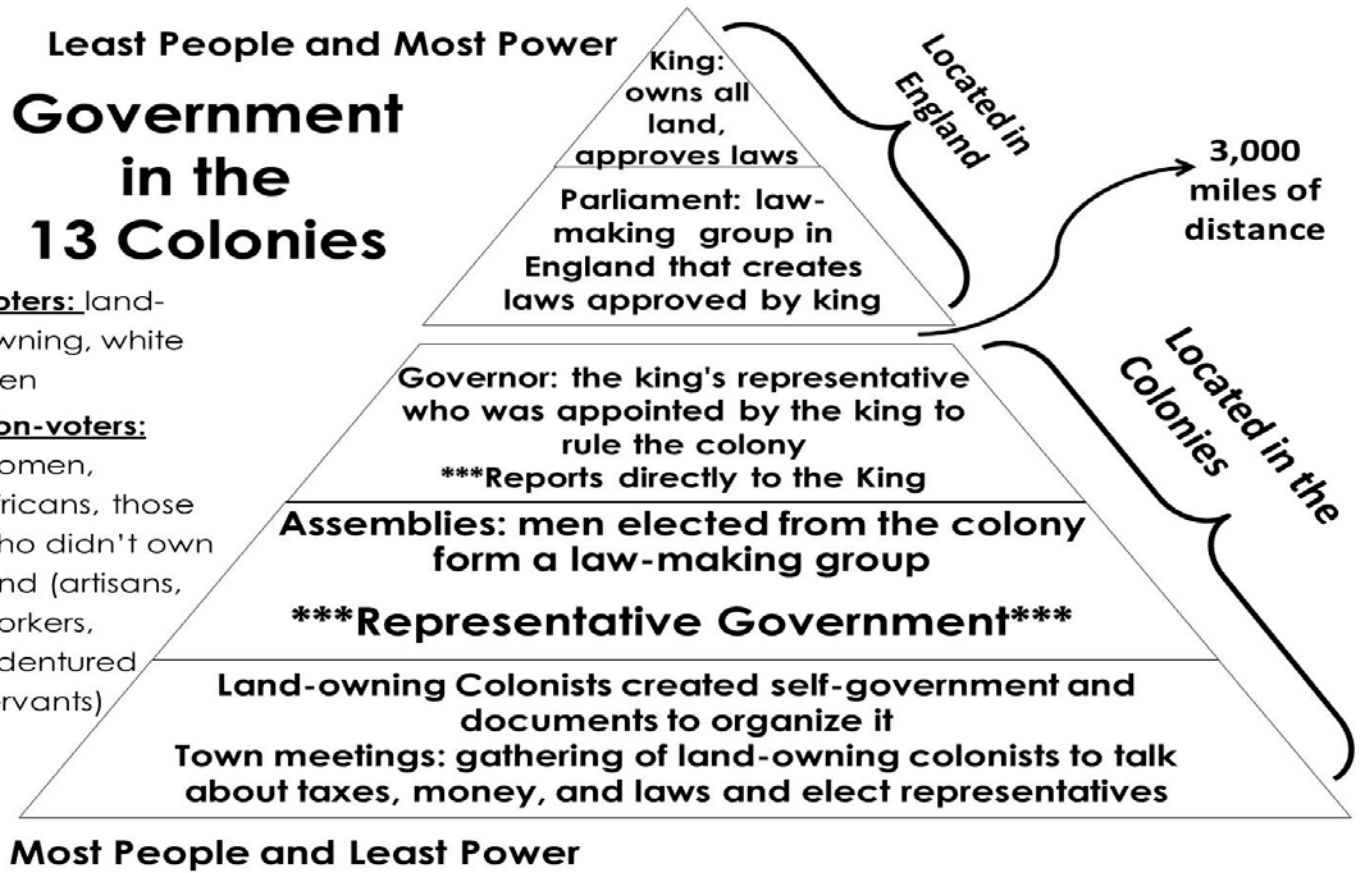 Least People and Most Power
Government
in the
13 Colonies
oters: land-
wning, white
en
on-voters:
omen,
fricans, those
ho didn't own
nd (artisans,
orkers,
dentured
ervants)
King:
owns all
land,
approves laws
Parliament: law-
making group in
England that creates
laws approved by king
Located in
England
3,000
miles of
distance
Governor: the king's representative
who was appointed by the king to
rule the colony
***Reports directly to the King
Assemblies: men elected from the colony
form a law-making group
***Representative Government***
Land-owning Colonists created self-government and
documents to organize it
Town meetings: gathering of land-owning colonists to talk
about taxes, money, and laws and elect representatives
Located in the
Colonies
Most People and Least Power